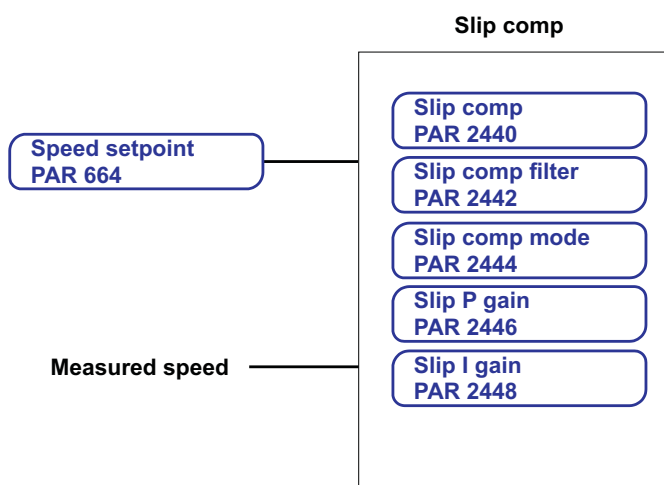 Slip comp
Speed setpoint
PAR 664
Measured speed
Slip comp
PAR 2440
Slip comp filter
PAR 2442
Slip comp mode
PAR 2444
Slip P gain
PAR 2446
Slip I gain
PAR 2448